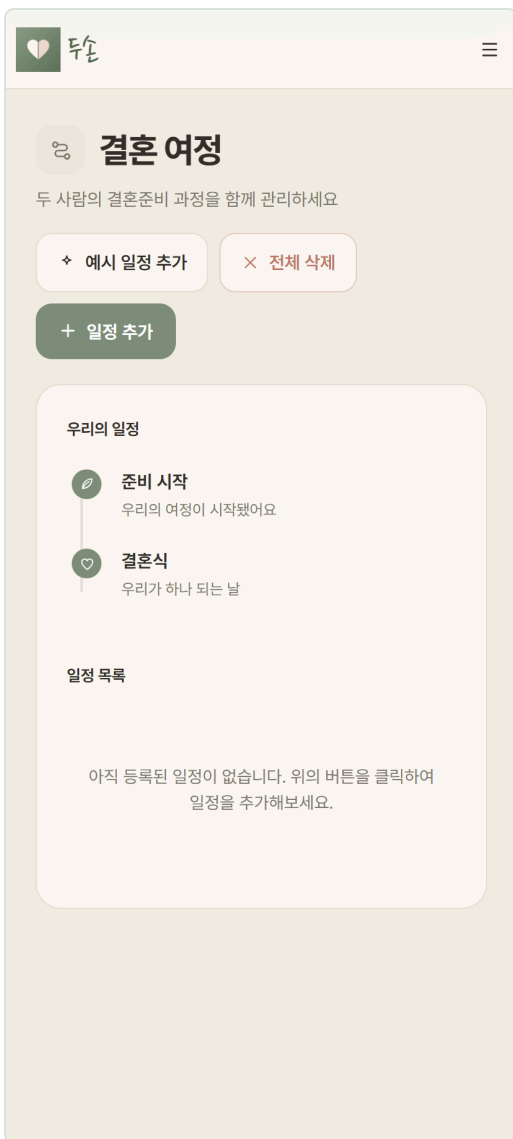 두손
결혼 여정
두 사람의 결혼준비 과정을 함께 관리하세요
예시 일정 추가
전체 삭제
일정 추가
우리의 일정
준비 시작
우리의 여정이 시작됐어요
결혼식
우리가 하나 되는 날
일정 목록
아직 등록된 일정이 없습니다. 위의 버튼을 클릭하여
일정을 추가해보세요.